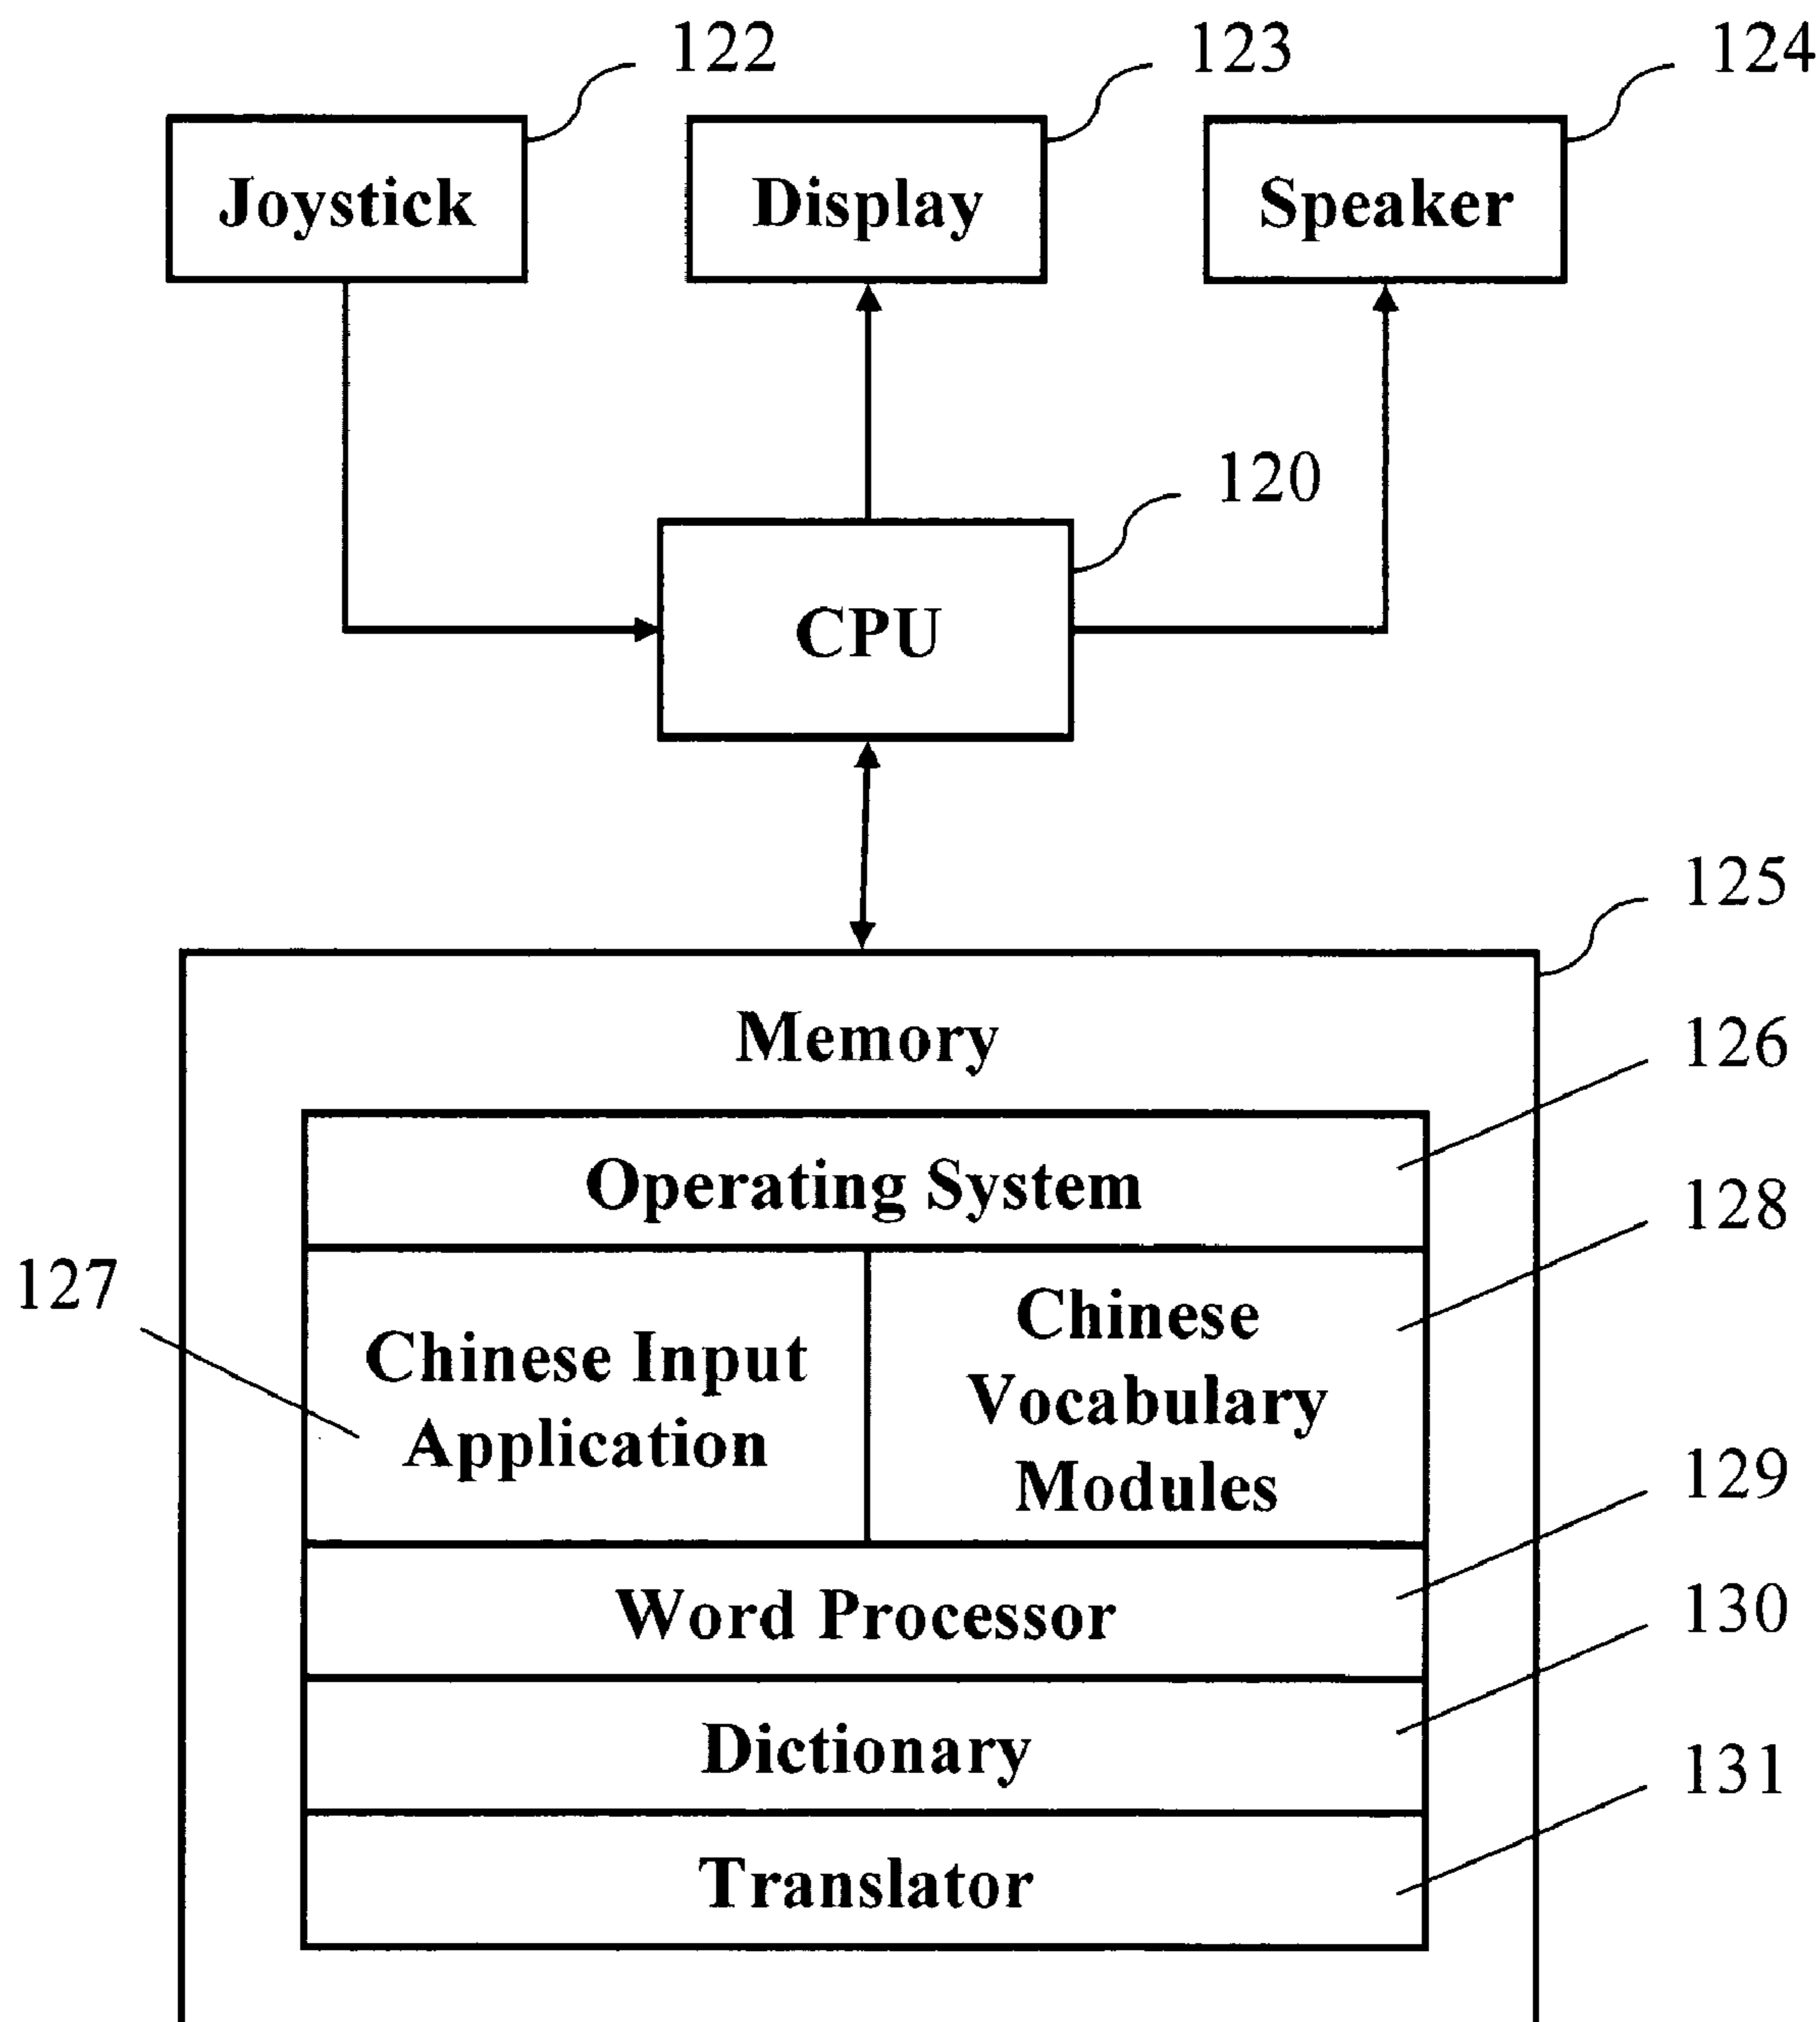 122
123
124
Joystick
Display
Speaker
120
CPU
125
Memory
126
Operating System
128
127
Chinese Input
Application
Chinese
Vocabulary
Modules
129
Word Processor
130
Dictionary
131
Translator